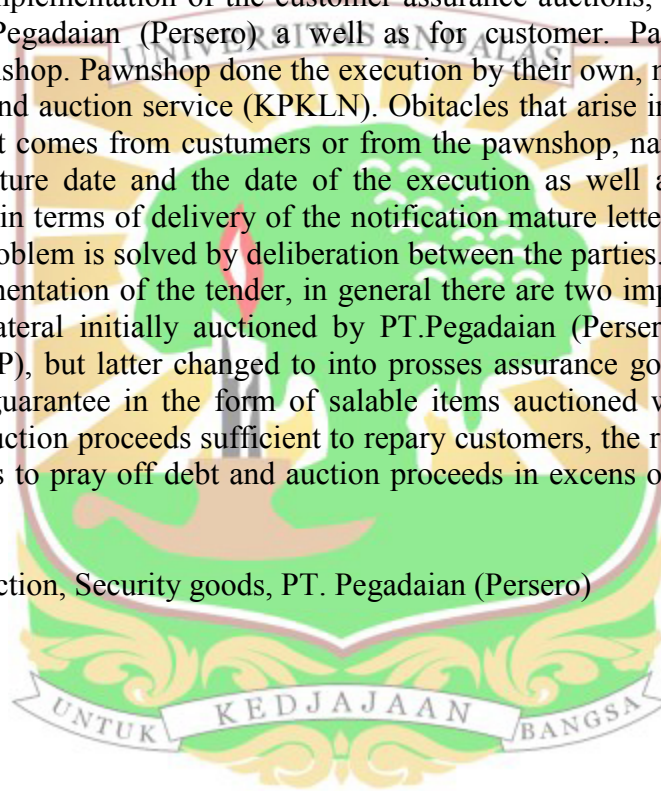 plementation of the customer assurance auctions,
Pegadaian (Persero) a well as for customer. Pa
UNIVERSITAS ANDALAS
nshop. Pawnshop done the execution by their own, n
nd auction service (KPKLN). Obitacles that arise in
t comes from custumers or from the pawnshop, na
ture date and the date of the execution as well a
in terms of delivery of the notification mature lette
oblem is solved by deliberation between the parties.
nentation of the tender, in general there are two imp
ateral initially auctioned by PT.Pegadaian (Perser
P), but latter changed to into prosses assurance go
guarantee in the form of salable items auctioned w
uction proceeds sufficient to repary customers, the r
s to pray off debt and auction proceeds in excens o
ction, Security goods, PT. Pegadaian (Persero)
UNTUK KEDJAJAAN BANGSA